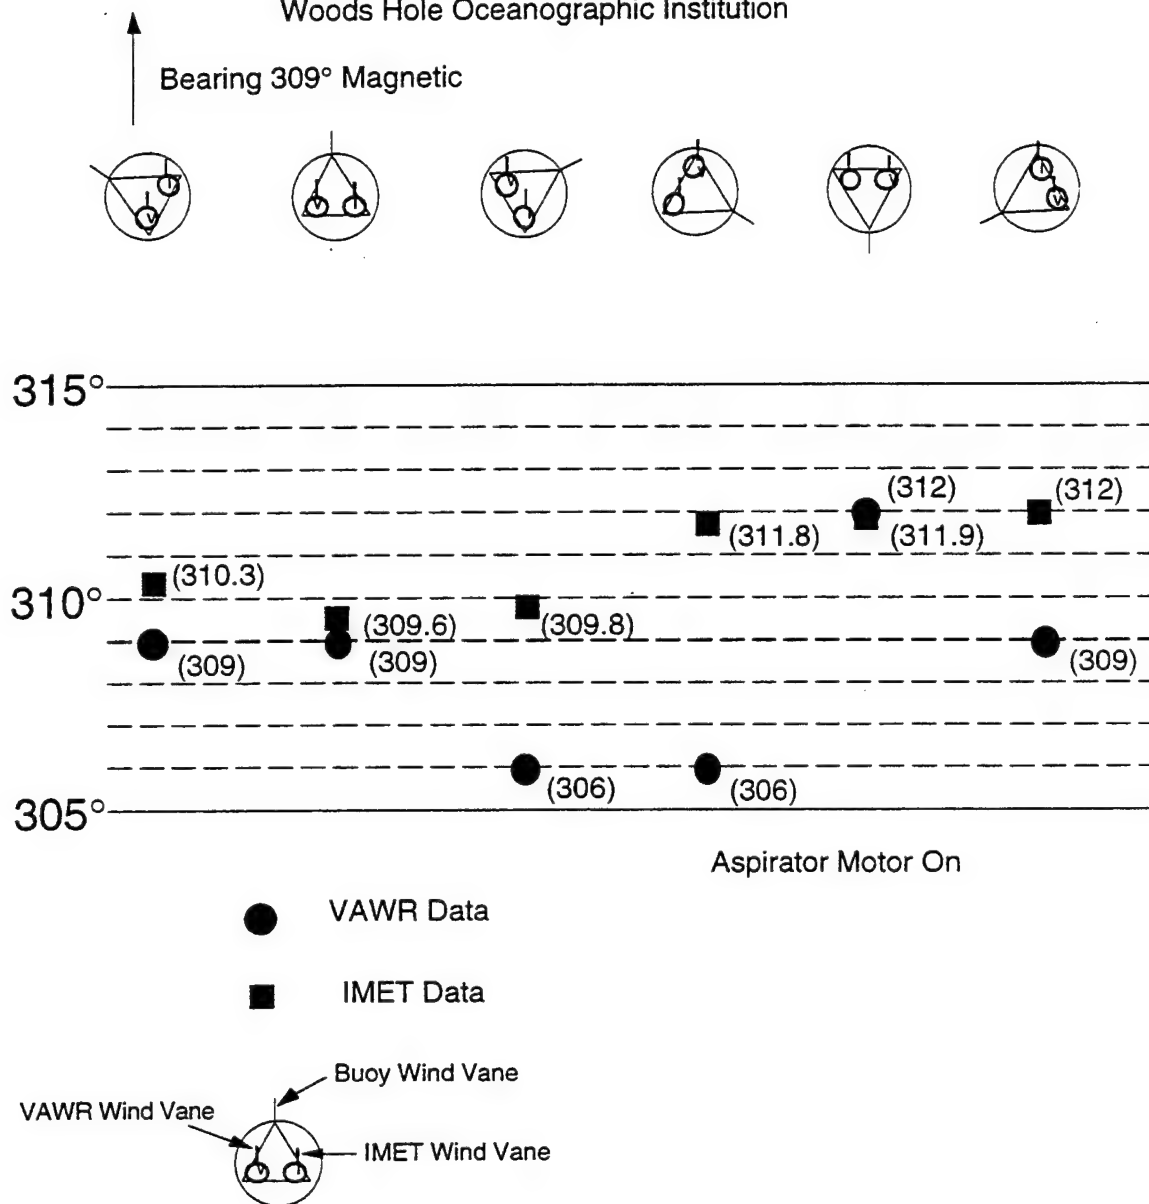 Woods Hole Oceanographic Institution
Bearing 309° Magnetic
315°
(312)
(312)
(311.8)
(311.9)
(310.3)
310°
(309.6)
(309.8)
(309)
(309)
(309)
(306)
(306)
305°
Aspirator Motor On
VAWR Data
IMET Data
Buoy Wind Vane
VAWR Wind Vane
IMET Wind Vane